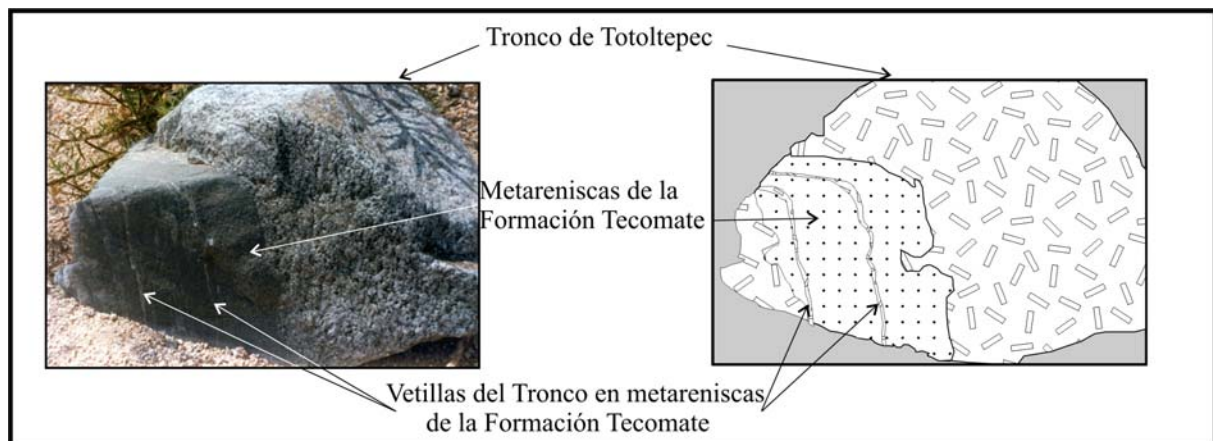 Tronco de Totoltepec
Metareniscas de la
Formación Tecomate
Vetillas del Tronco en metareniscas
de la Formación Tecomate